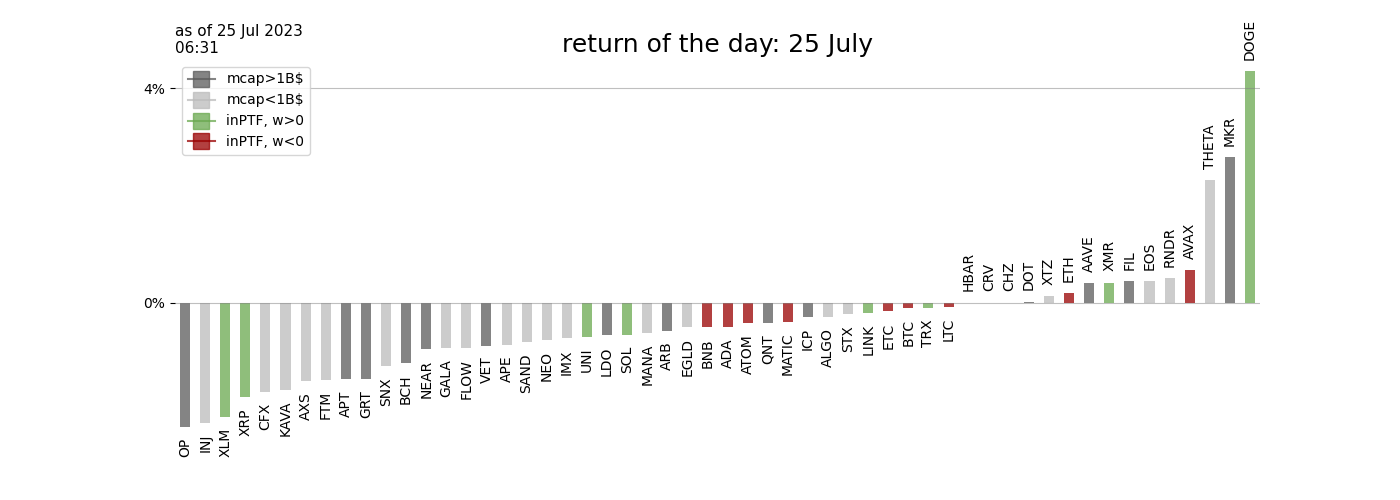 as of 25 Jul 2023
06:31
return of the day: 25 July
mcap>1B$
mcap<1B$
inPTF, w>0
inPTF, w<0
4%
0%
OP
INJ
XLM
XRP
CFX
KAVA
AXS
FTM
APT
GRT
SNX
BCH
NEAR
GALA
FLOW
VET
APE
SAND
NEO
IMX
UNI
LDO
SOL
MANA
ARB
EGLD
BNB
ADA
ATOM
QNT
MATIC
ICP
ALGO
STX
LINK
ETC
BTC
TRX
LTC
HBAR
CRV
CHZ
DOT
XTZ
ETH
AAVE
XMR
FIL
EOS
RNDR
AVAX
THETA
MKR
DOGE